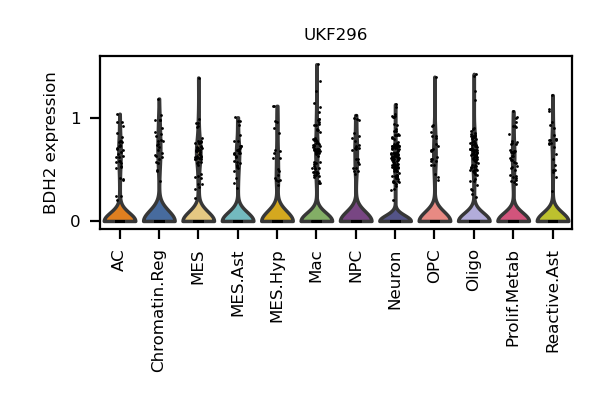 UKF296
BDH2 expression
1
0
AC
Chromatin.Reg
MES
MES.Ast
MES.Hyp
Mac
NPC
Neuron
OPC
Oligo
Prolif.Metab
Reactive.Ast